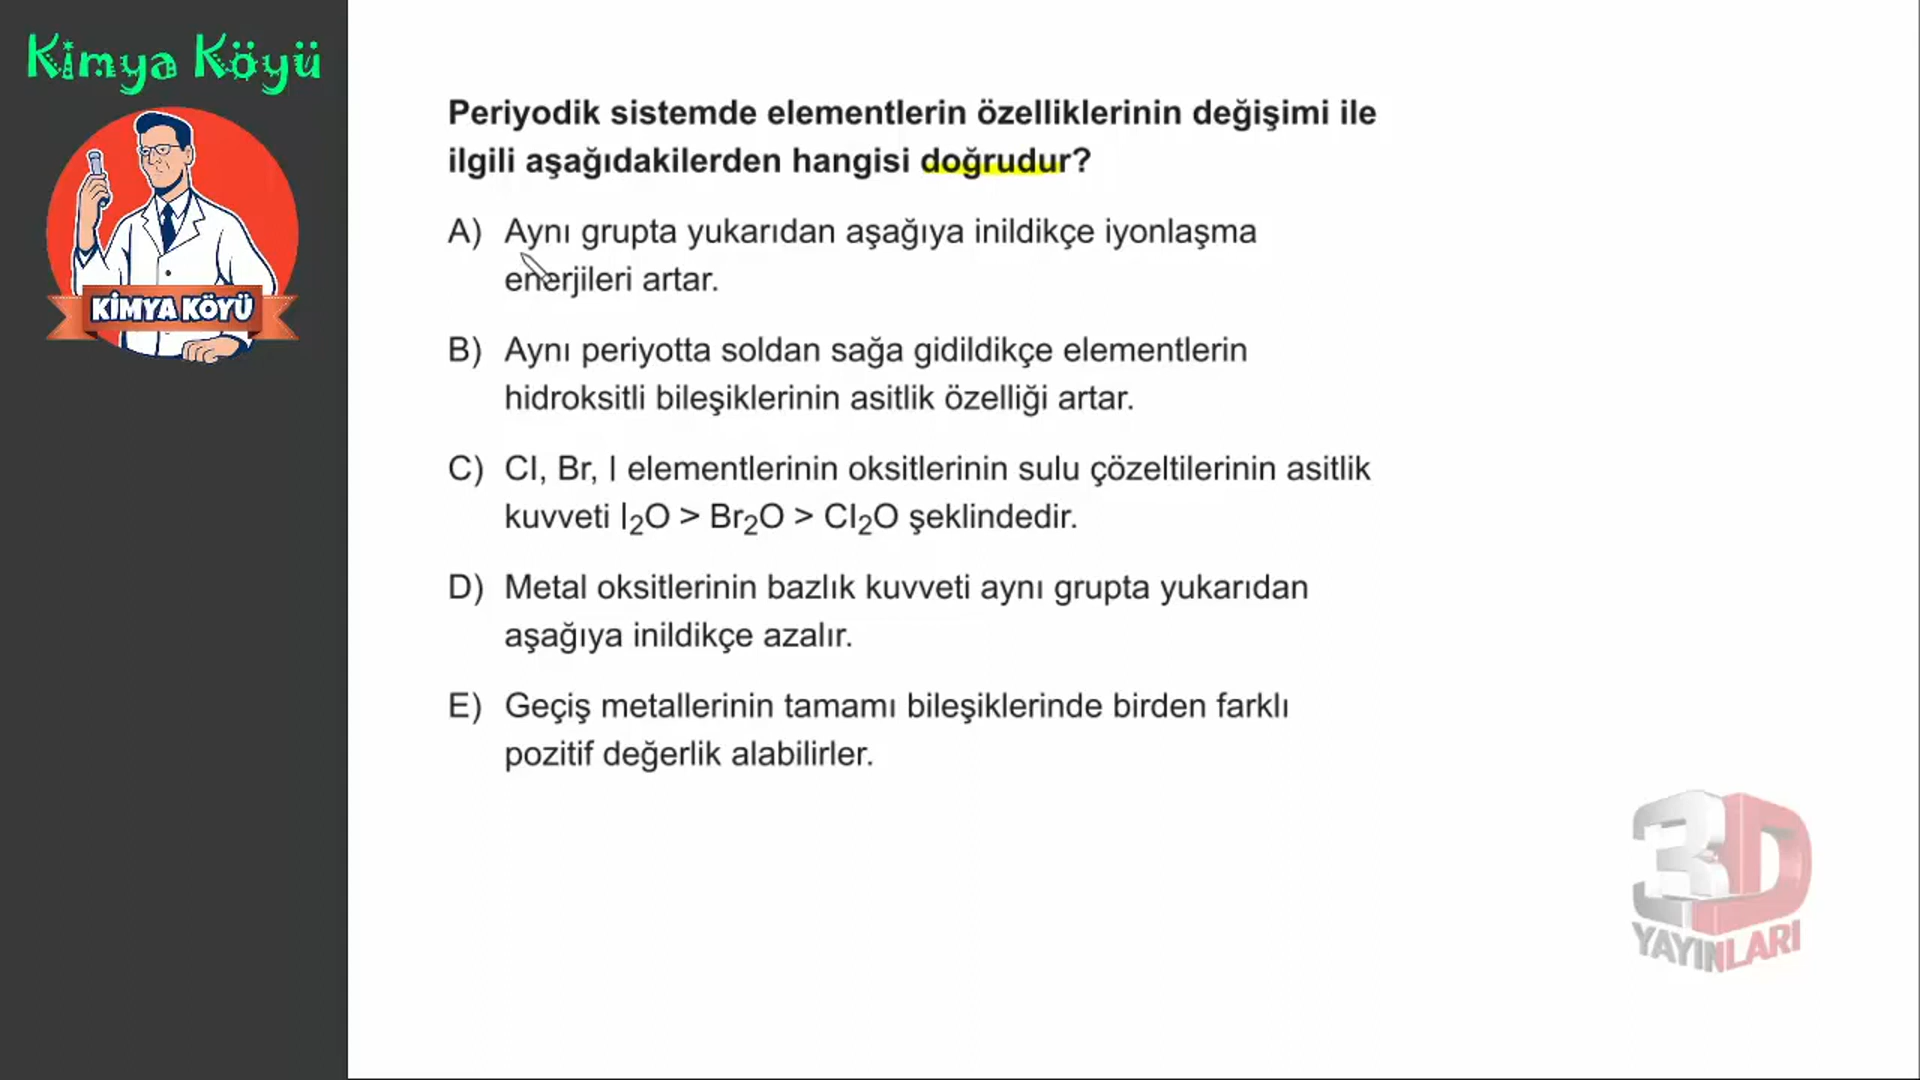 Kimya Köyü
KİMYA KÖYÜ
Periyodik sistemde elementlerin özelliklerinin değişimi ile
ilgili aşağıdakilerden hangisi doğrudur?
A) Aynı grupta yukarıdan aşağıya inildikçe iyonlaşma
enerjileri artar.
B) Aynı periyotta soldan sağa gidildikçe elementlerin
hidroksitli bileşiklerinin asitlik özelliği artar.
C) Cl, Br, I elementlerinin oksitlerinin sulu çözeltilerinin asitlik
kuvveti I₂O > Br₂O > Cl₂O şeklindedir.
D) Metal oksitlerinin bazlık kuvveti aynı grupta yukarıdan
aşağıya inildikçe azalır.
E) Geçiş metallerinin tamamı bileşiklerinde birden farklı
pozitif değerlik alabilirler.
3D
YAYINLARI